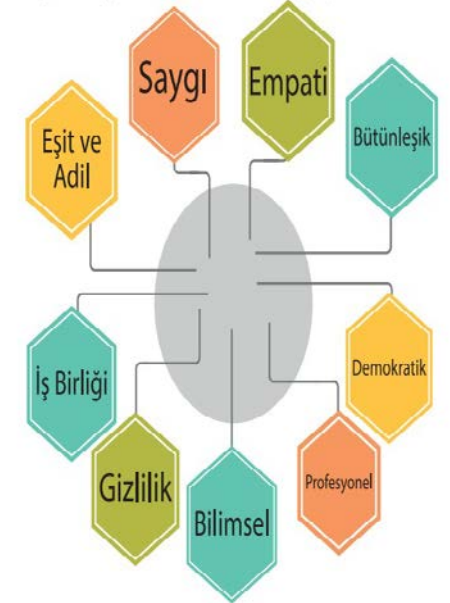 Saygı
Empati
Eşit ve
Adil
Bütünleşik
İş Birliği
Demokratik
Gizlilik
Profesyonel
Bilimsel